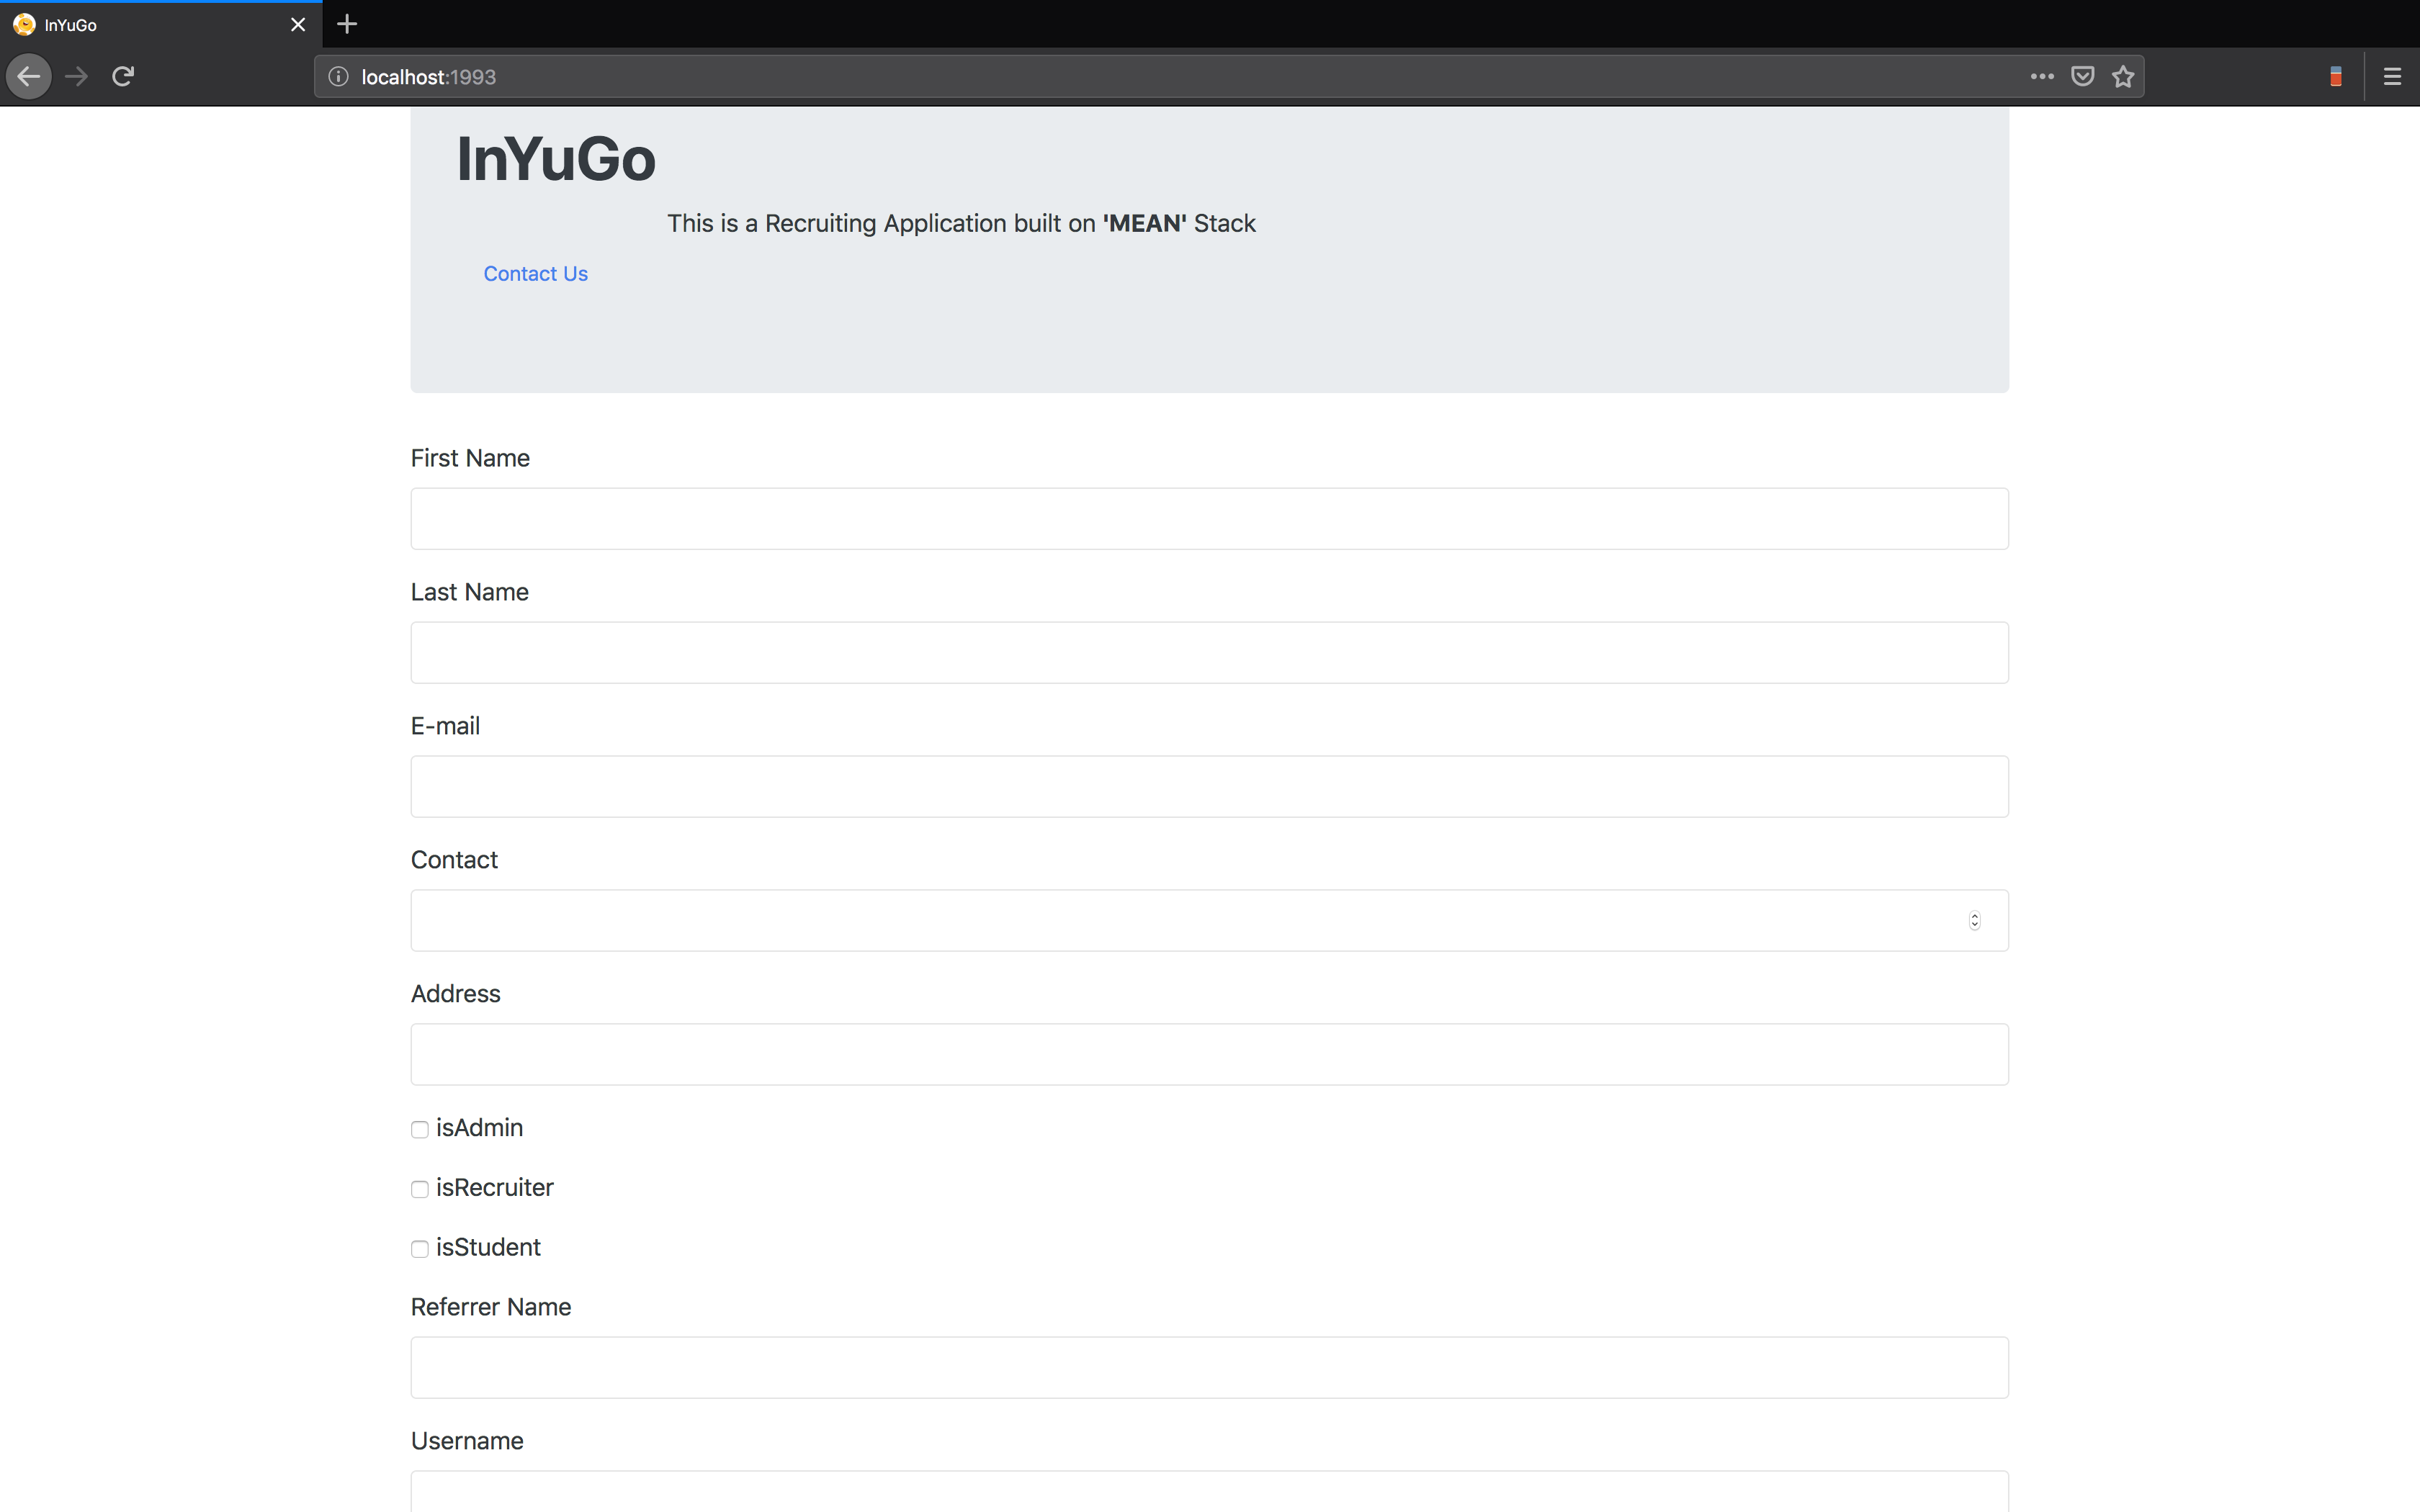 InYuGo
localhost:1993
InYuGo
This is a Recruiting Application built on 'MEAN' Stack
Contact Us
First Name
Last Name
E-mail
Contact
Address
isAdmin
isRecruiter
isStudent
Referrer Name
Username